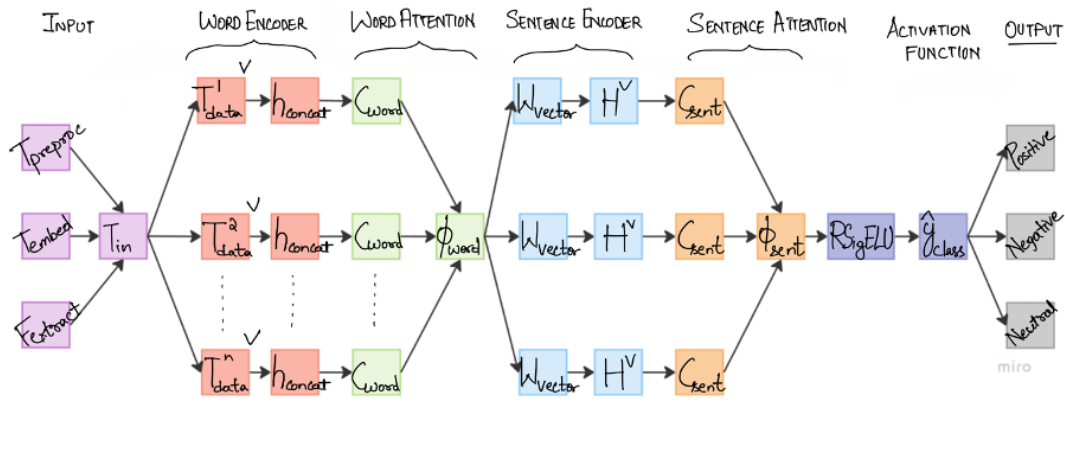 INPUT
WORD ENCODER
WORD ATTENTION
SENTENCE ENCODER
SENTENCE ATTENTION
ACTIVATION
FUNCTION
OUTPUT
Tpreproc
Tembed
Fextract
Tin
T¹data V
hconcat
Cword
T²data V
hconcat
Cword
Tⁿdata V
hconcat
Cword
ϕword
Wvector
Hᵛ
Csent
Wvector
Hᵛ
Csent
Wvector
Hᵛ
Csent
ϕsent
RSigELU
ŷclass
Positive
Negative
Neutral
miro